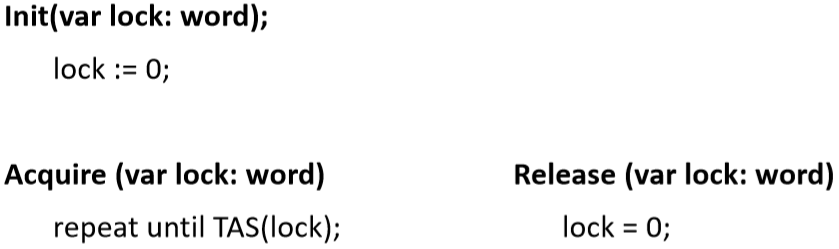 Init(var lock: word);
lock := 0;
Acquire (var lock: word)
repeat until TAS(lock);
Release (var lock: word)
lock = 0;